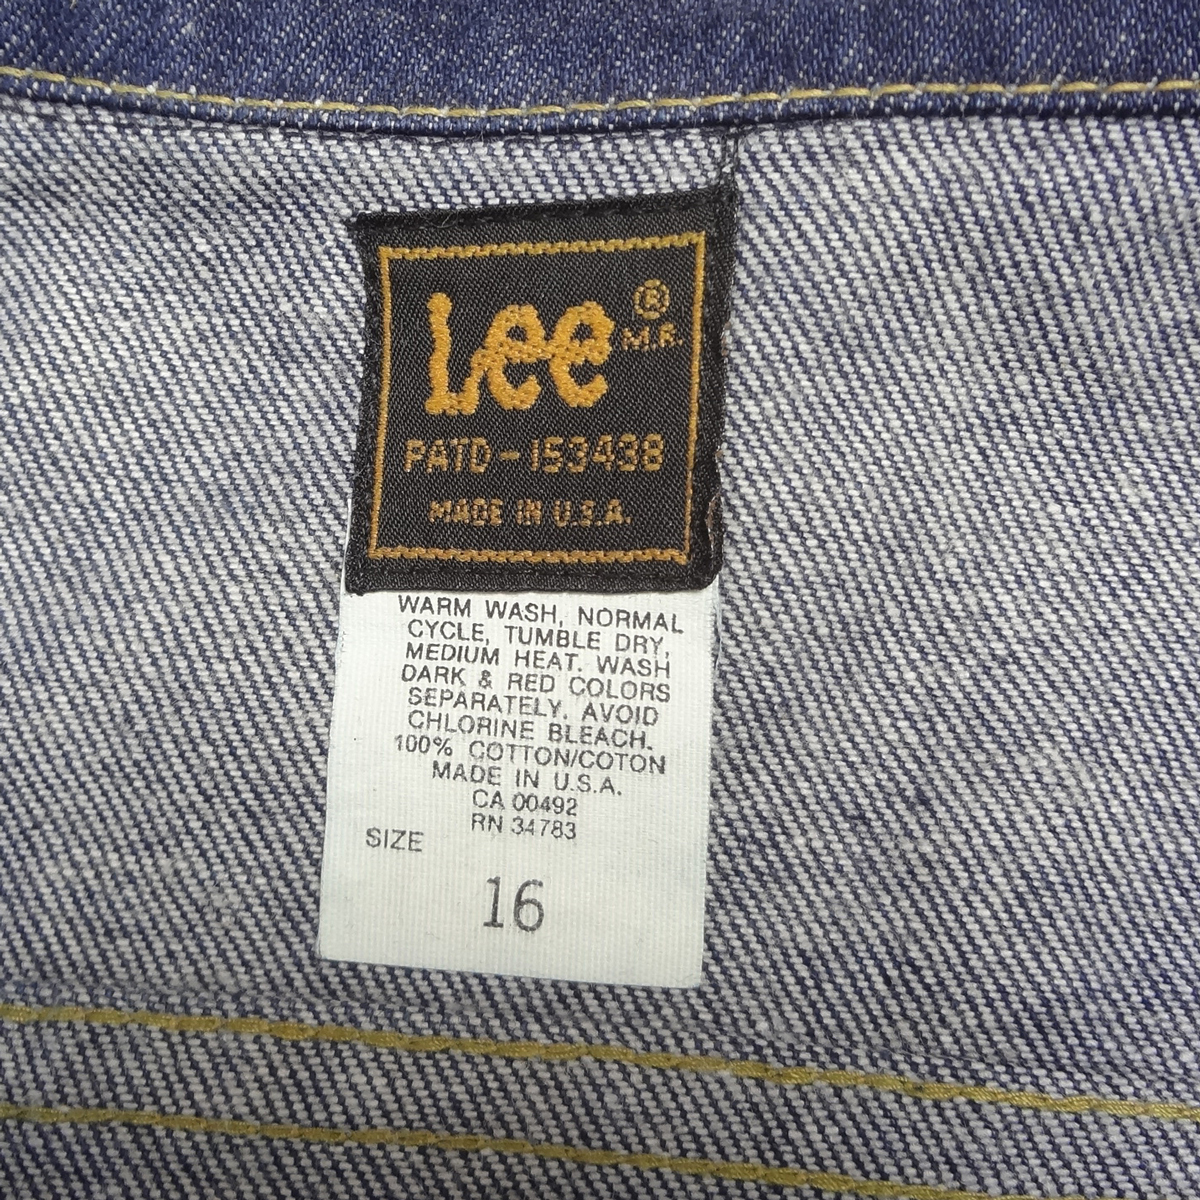 Lee ®
M.R.
PATD-153438
MADE IN U.S.A.
WARM WASH, NORMAL
CYCLE, TUMBLE DRY,
MEDIUM HEAT. WASH
DARK & RED COLORS
SEPARATELY. AVOID
CHLORINE BLEACH.
100% COTTON/COTON
MADE IN U.S.A.
CA 00492
RN 34783
SIZE
16